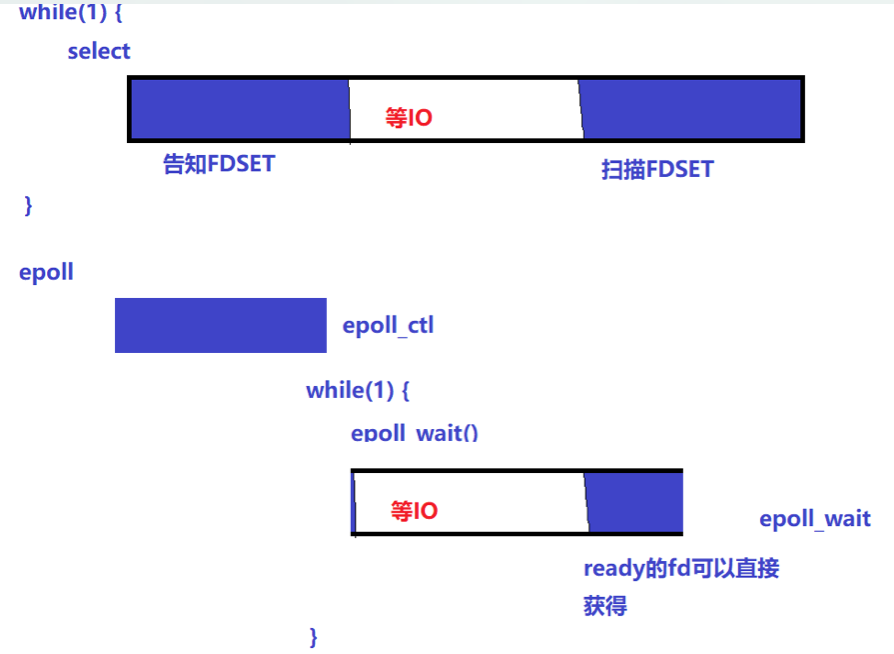 while(1) {
select
等IO
告知FDSET
扫描FDSET
}
epoll
epoll_ctl
while(1) {
epoll_wait()
等IO
epoll_wait
ready的fd可以直接
获得
}